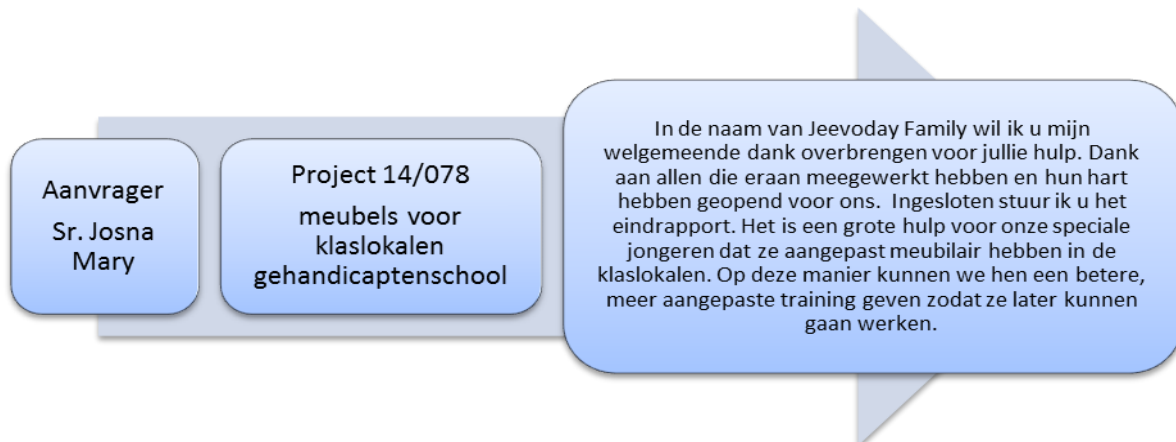 Aanvrager
Sr. Josna
Mary
Project 14/078
meubels voor
klaslokalen
gehandicaptenschool
In de naam van Jeevoday Family wil ik u mijn
welgemeende dank overbrengen voor jullie hulp. Dank
aan allen die eraan meegewerkt hebben en hun hart
hebben geopend voor ons.  Ingesloten stuur ik u het
eindrapport. Het is een grote hulp voor onze speciale
jongeren dat ze aangepast meubilair hebben in de
klaslokalen. Op deze manier kunnen we hen een betere,
meer aangepaste training geven zodat ze later kunnen
gaan werken.